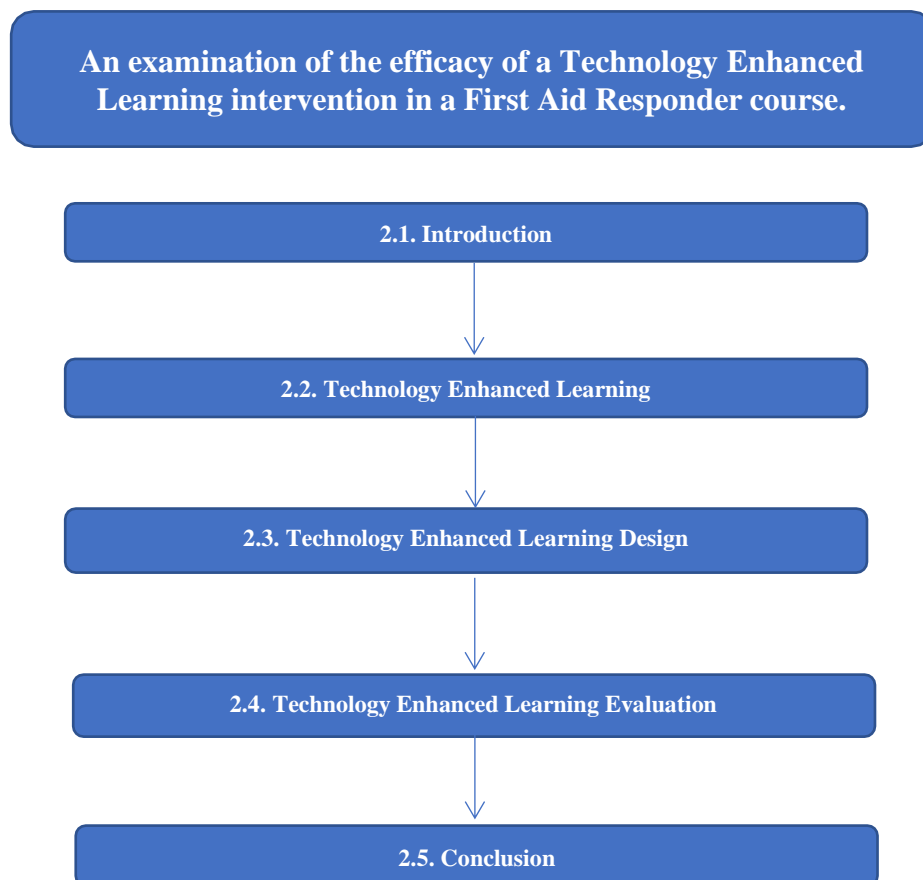 An examination of the efficacy of a Technology Enhanced
Learning intervention in a First Aid Responder course.
2.1. Introduction
2.2. Technology Enhanced Learning
2.3. Technology Enhanced Learning Design
2.4. Technology Enhanced Learning Evaluation
2.5. Conclusion